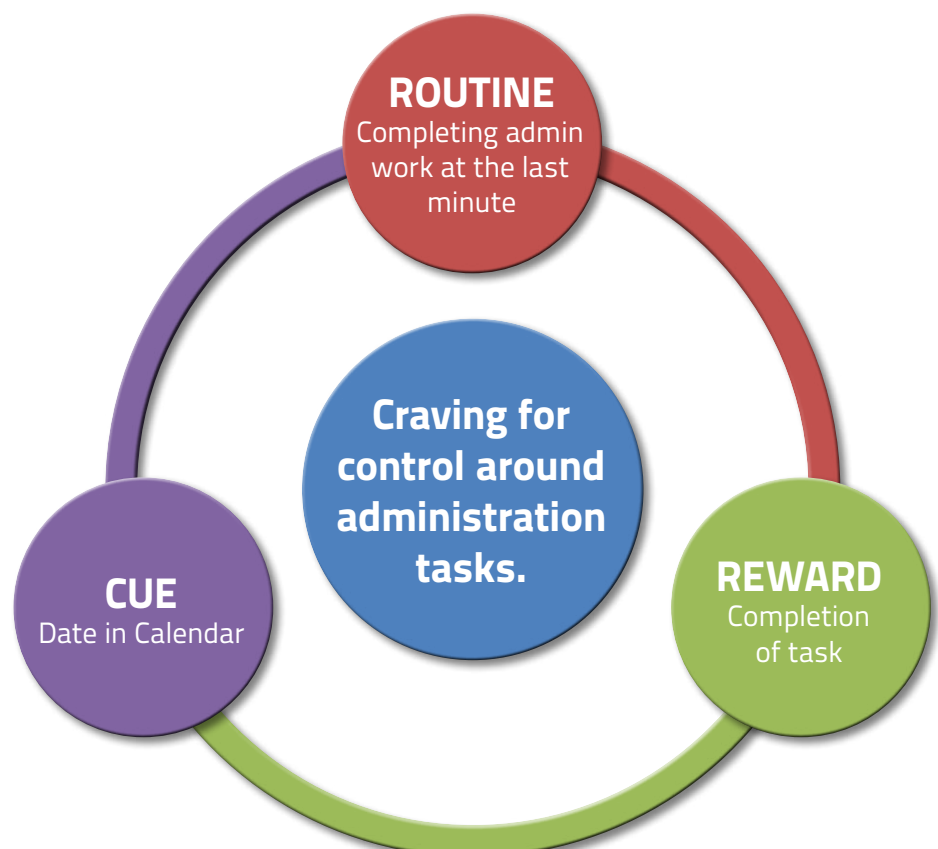 ROUTINE
Completing admin
work at the last
minute
Craving for
control around
administration
tasks.
CUE
Date in Calendar
REWARD
Completion
of task